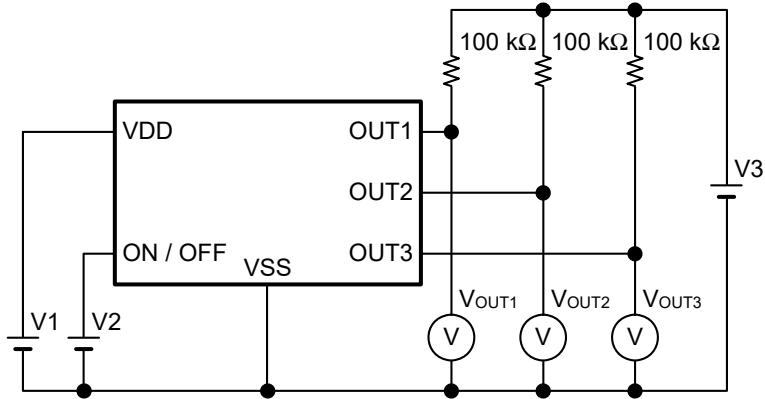 100 kΩ 100 kΩ 100 kΩ
VDD OUT1
V3
OUT2
ON / OFF OUT3
VSS
VOUT1 VOUT2 VOUT3
V1 V2
V V V